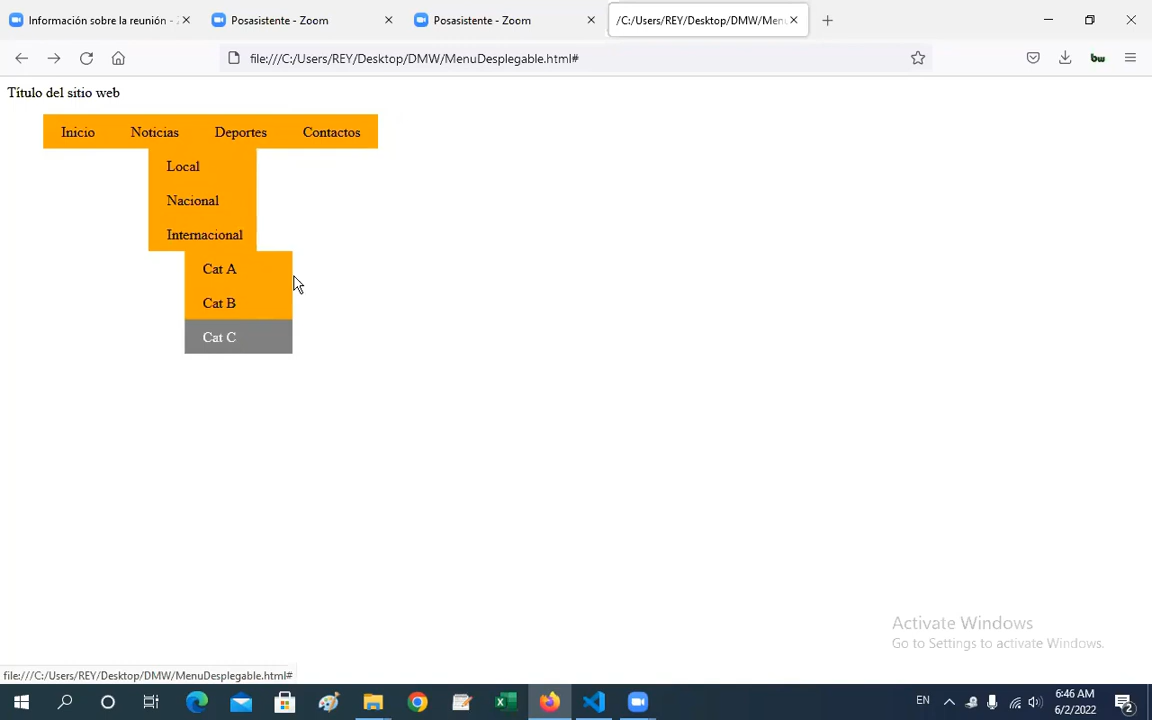 Información sobre la reunión - Z
Posasistente - Zoom
Posasistente - Zoom
/C:/Users/REY/Desktop/DMW/Menu
file:///C:/Users/REY/Desktop/DMW/MenuDesplegable.html#
bw
Título del sitio web
Inicio Noticias Deportes Contactos
Local
Nacional
Internacional
Cat A
Cat B
Cat C
Activate Windows
Go to Settings to activate Windows.
file:///C:/Users/REY/Desktop/DMW/MenuDesplegable.html#
EN
6:46 AM
6/2/2022
2